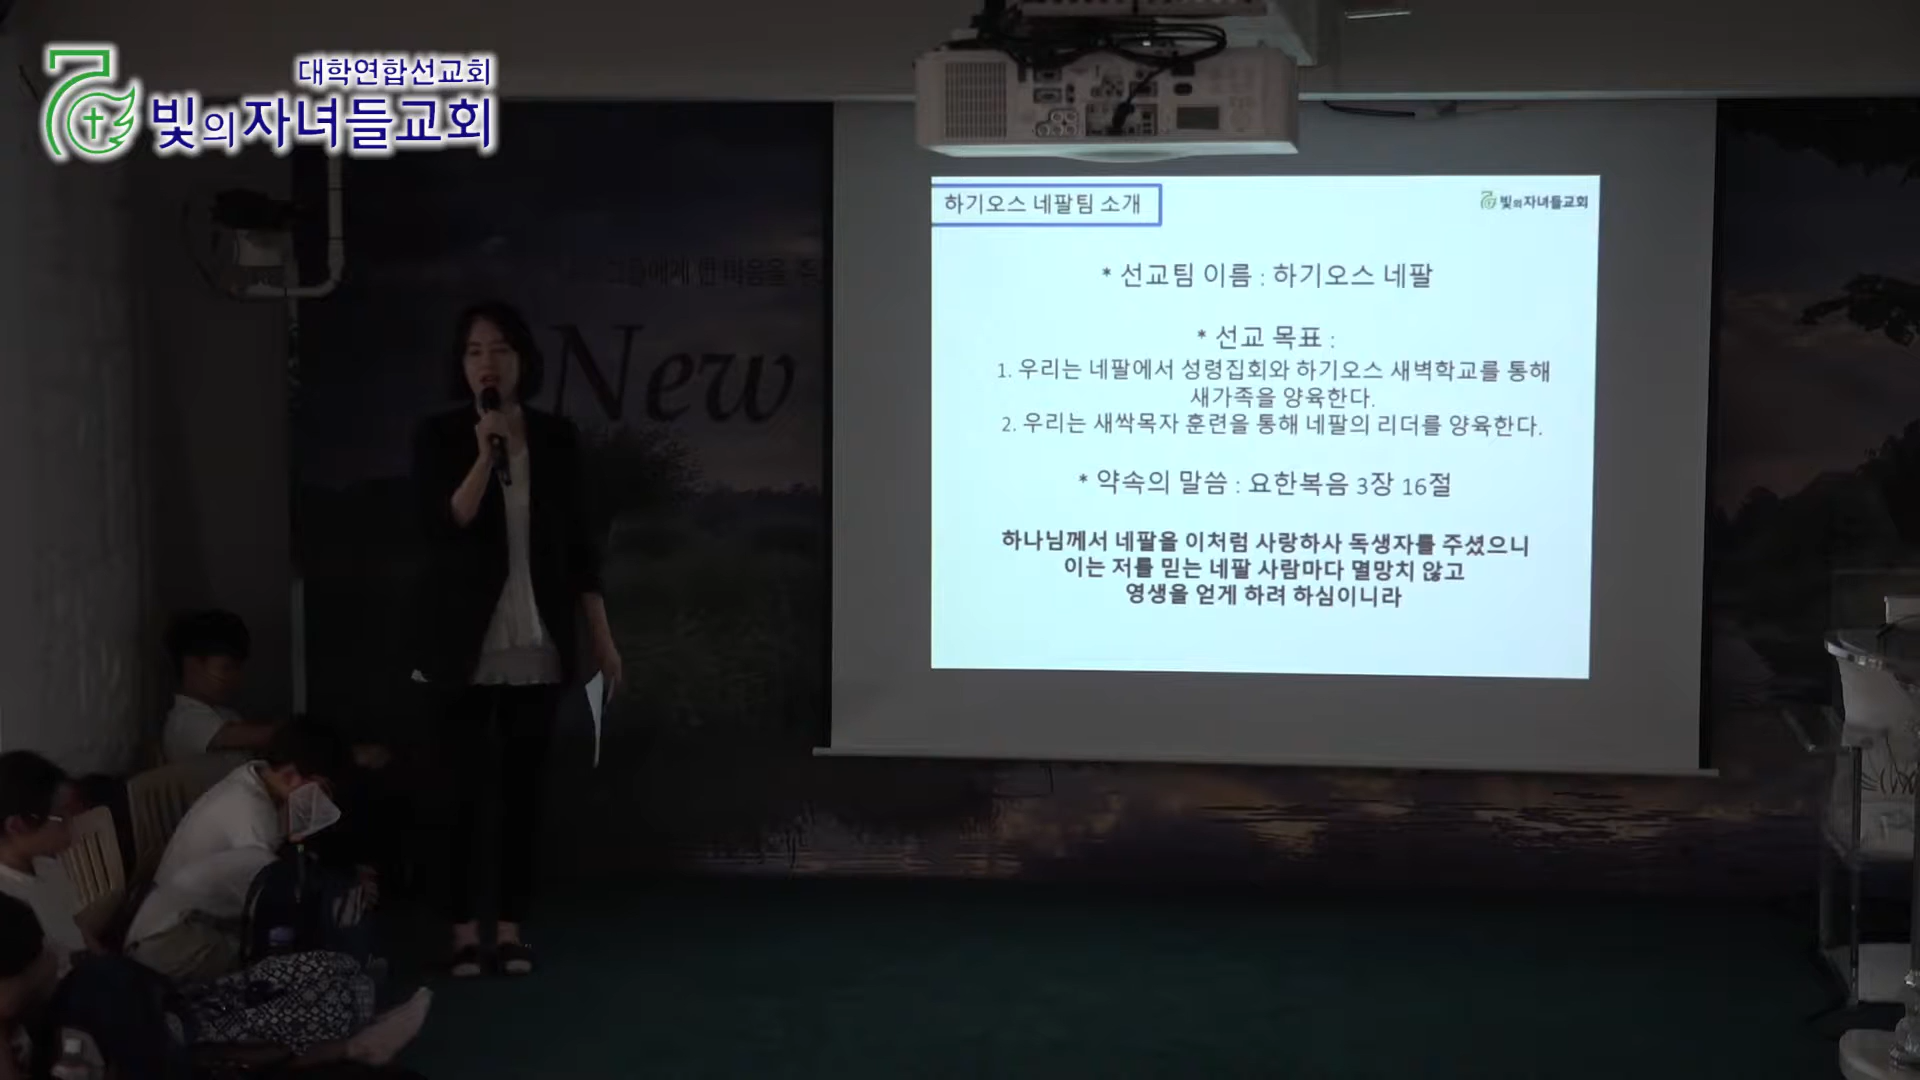 대학연합선교회
빛의자녀들교회
하기오스 네팔팀 소개
빛의자녀들교회
* 선교팀 이름 : 하기오스 네팔
* 선교 목표 :
1. 우리는 네팔에서 성령집회와 하기오스 새벽학교를 통해
새가족을 양육한다.
2. 우리는 새싹목자 훈련을 통해 네팔의 리더를 양육한다.
* 약속의 말씀 : 요한복음 3장 16절
하나님께서 네팔을 이처럼 사랑하사 독생자를 주셨으니
이는 저를 믿는 네팔 사람마다 멸망치 않고
영생을 얻게 하려 하심이니라
그들에게 한 마음을
New